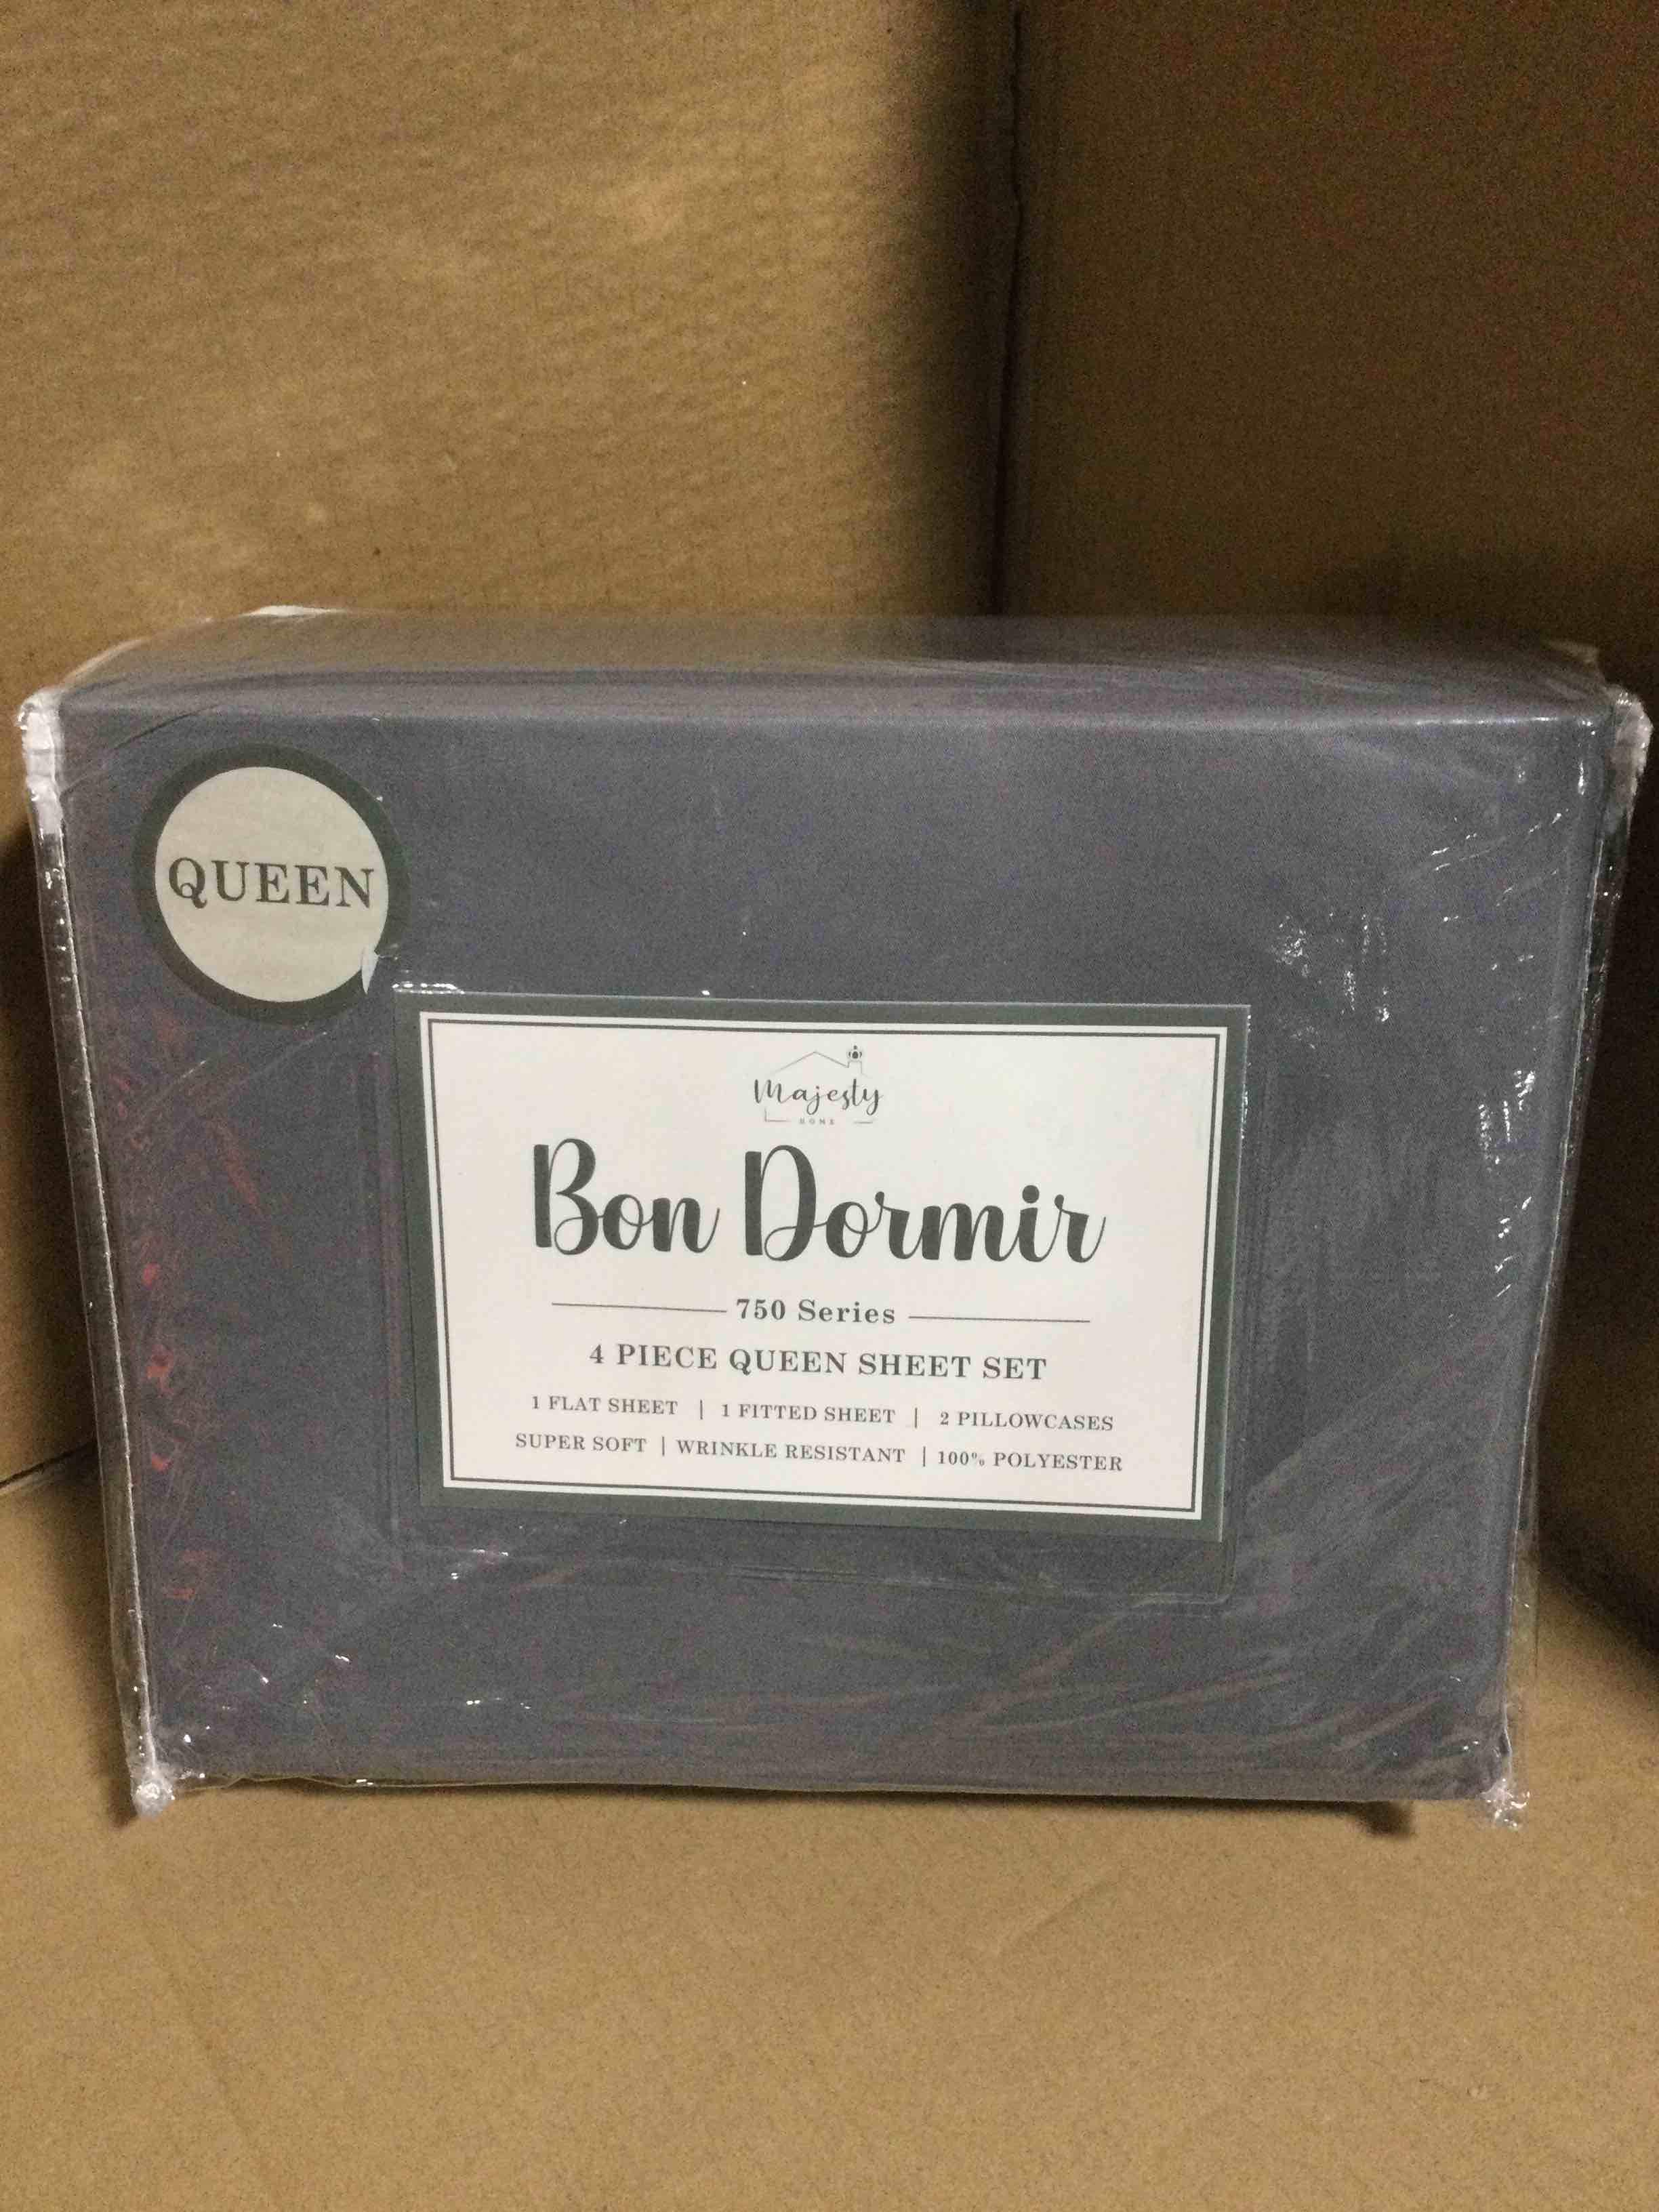 QUEEN
Majesty
HOME
Bon Dormir
750 Series
4 PIECE QUEEN SHEET SET
1 FLAT SHEET | 1 FITTED SHEET | 2 PILLOWCASES
SUPER SOFT | WRINKLE RESISTANT | 100% POLYESTER